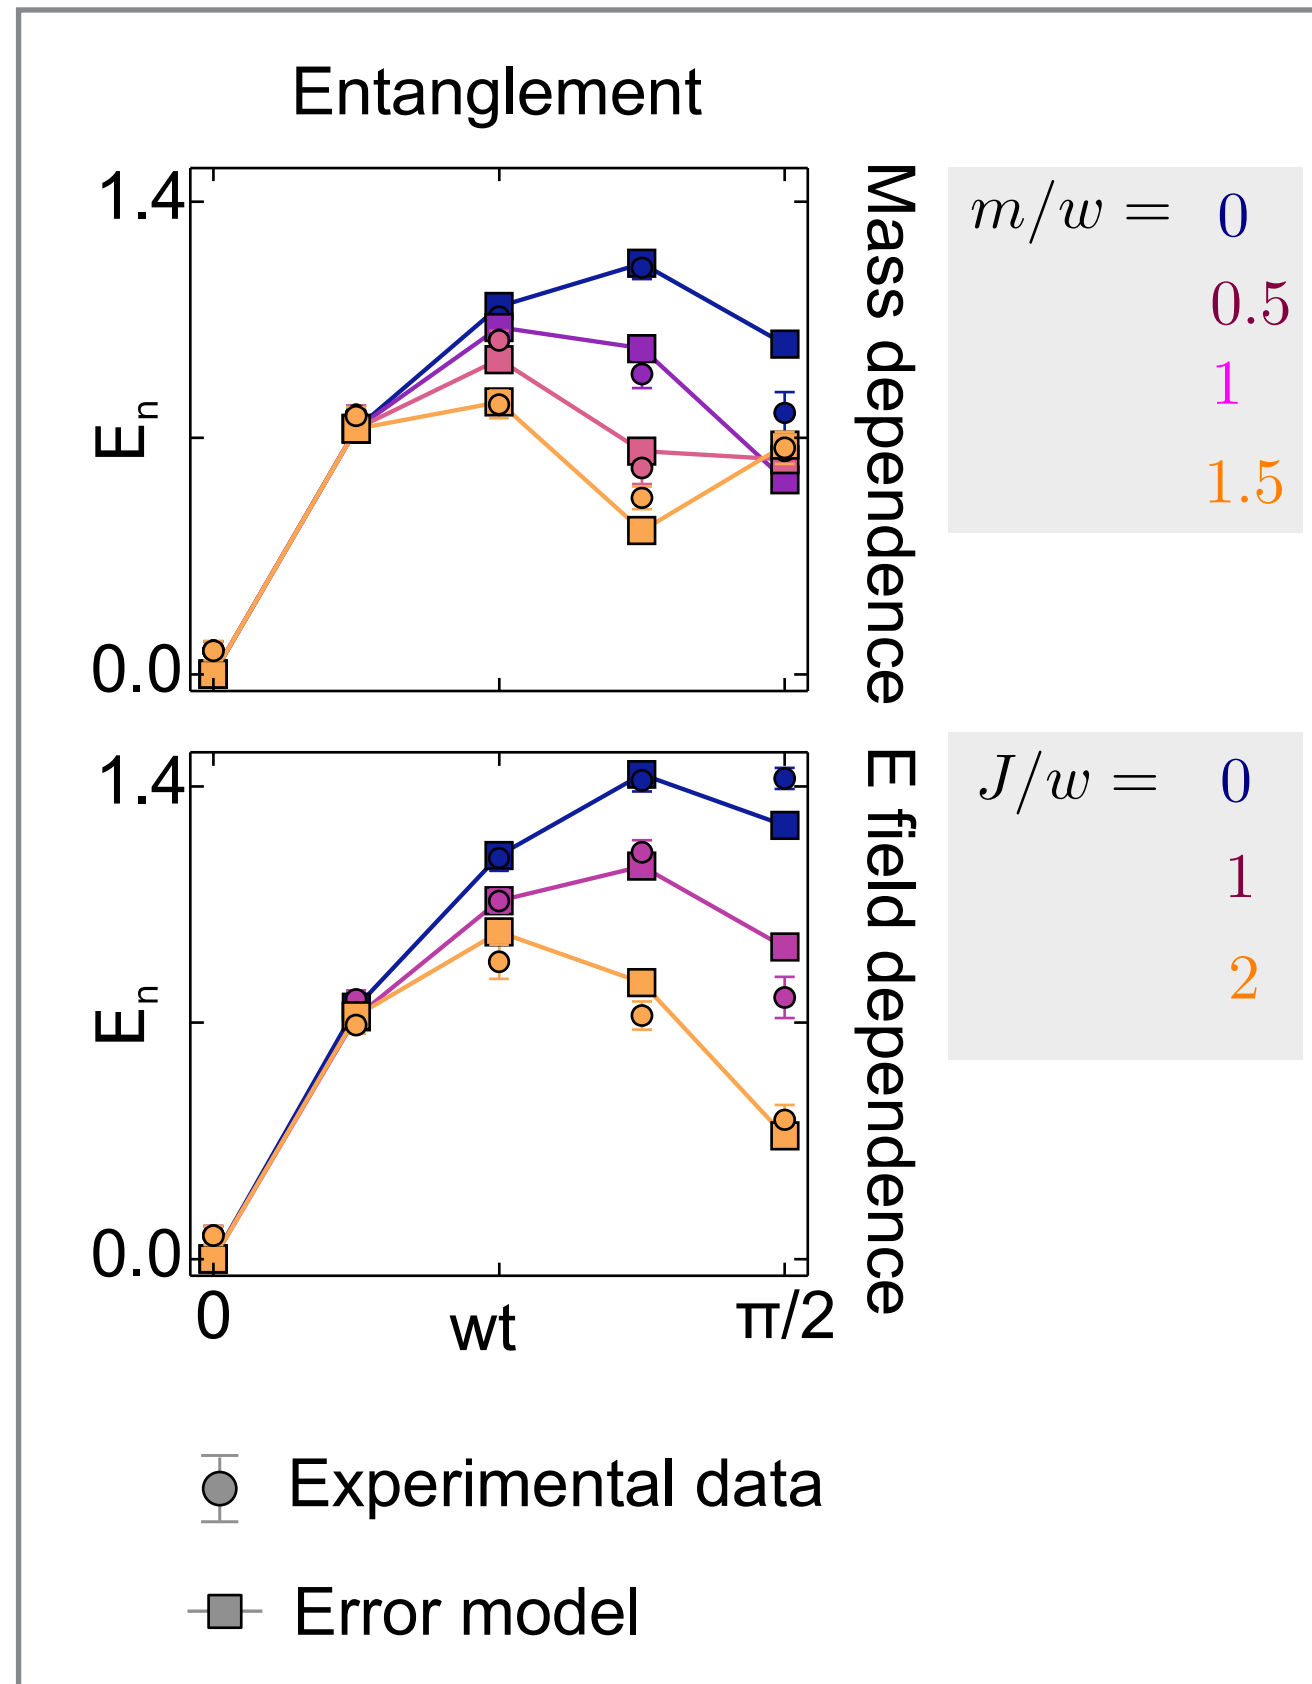 Entanglement
1.4
0.0
Eₙ
Mass dependence
m/w = 0
0.5
1
1.5
1.4
0.0
Eₙ
E field dependence
J/w = 0
1
2
0 wt π/2
Experimental data
Error model